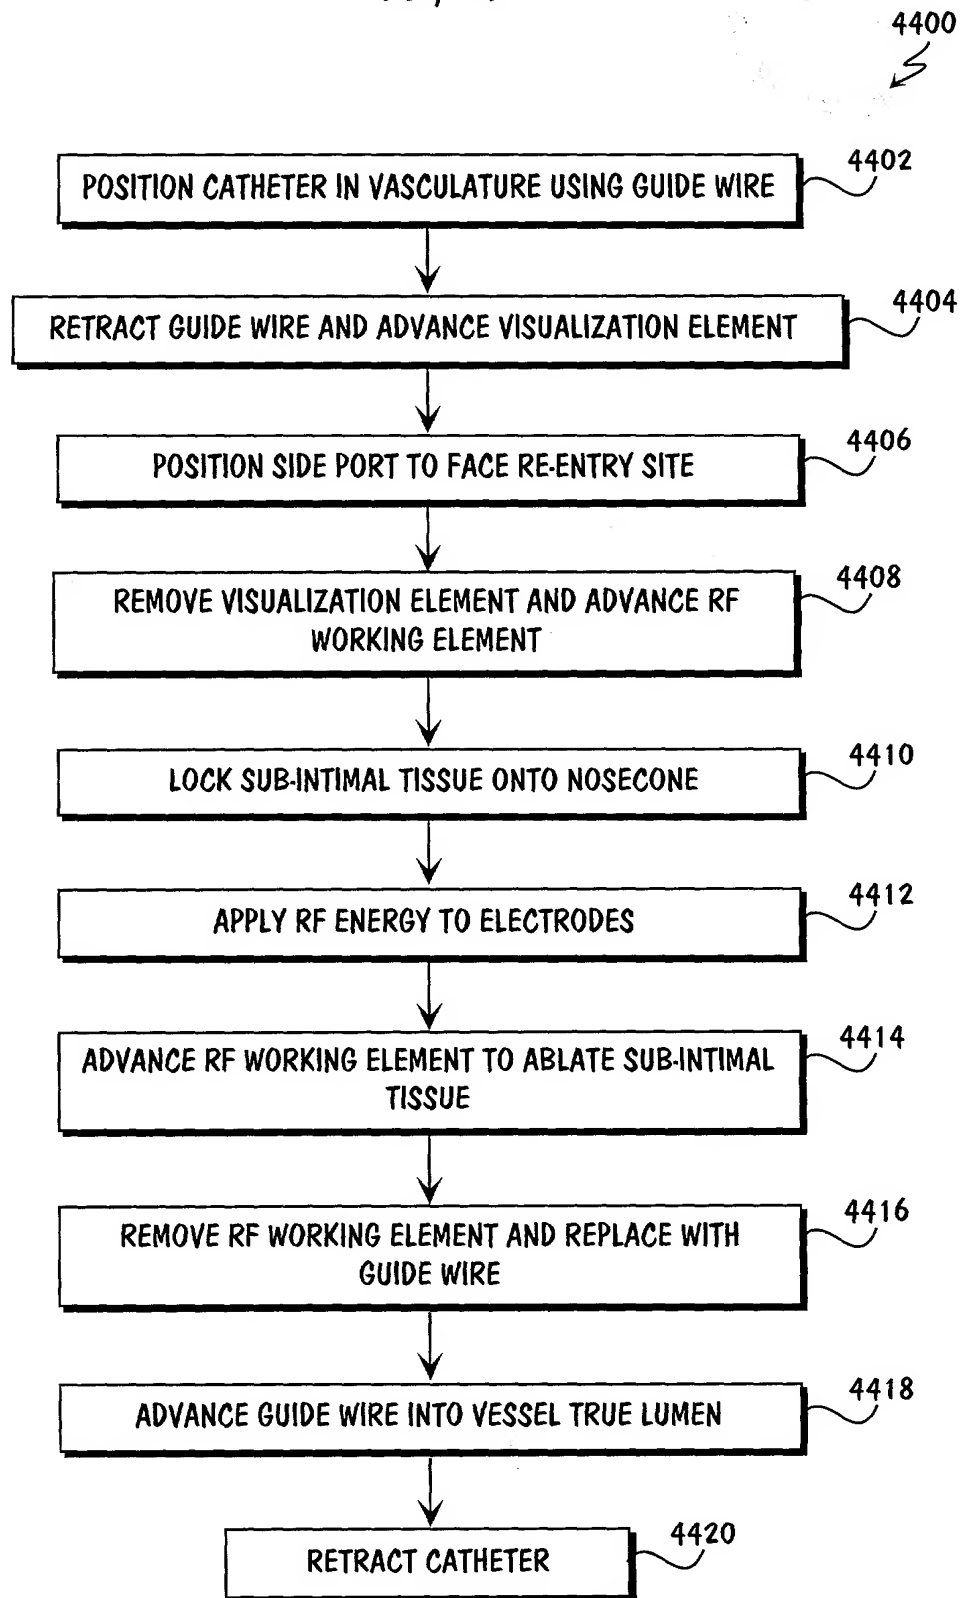 4400
POSITION CATHETER IN VASCULATURE USING GUIDE WIRE
4402
RETRACT GUIDE WIRE AND ADVANCE VISUALIZATION ELEMENT
4404
POSITION SIDE PORT TO FACE RE-ENTRY SITE
4406
REMOVE VISUALIZATION ELEMENT AND ADVANCE RF
WORKING ELEMENT
4408
LOCK SUB-INTIMAL TISSUE ONTO NOSECONE
4410
APPLY RF ENERGY TO ELECTRODES
4412
ADVANCE RF WORKING ELEMENT TO ABLATE SUB-INTIMAL
TISSUE
4414
REMOVE RF WORKING ELEMENT AND REPLACE WITH
GUIDE WIRE
4416
ADVANCE GUIDE WIRE INTO VESSEL TRUE LUMEN
4418
RETRACT CATHETER
4420